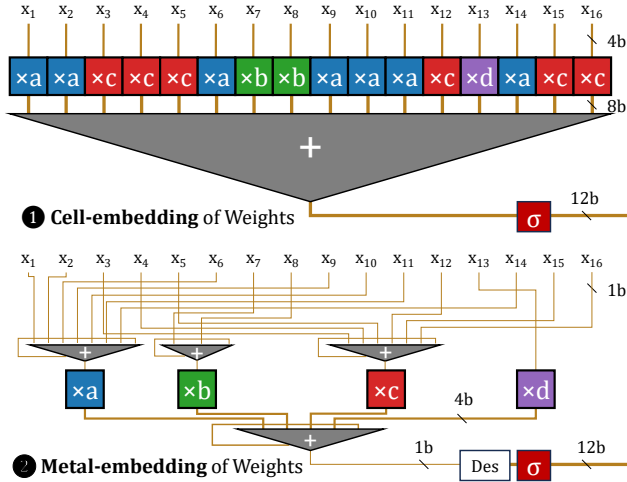 x1 x2 x3 x4 x5 x6 x7 x8 x9 x10 x11 x12 x13 x14 x15 x16
4b
×a ×a ×c ×c ×c ×a ×b ×b ×a ×a ×a ×c ×d ×a ×c ×c
8b
+
12b
1 Cell-embedding of Weights σ
x1 x2 x3 x4 x5 x6 x7 x8 x9 x10 x11 x12 x13 x14 x15 x16
1b
+ + +
×a ×b ×c ×d
4b
+
1b 12b
2 Metal-embedding of Weights Des σ